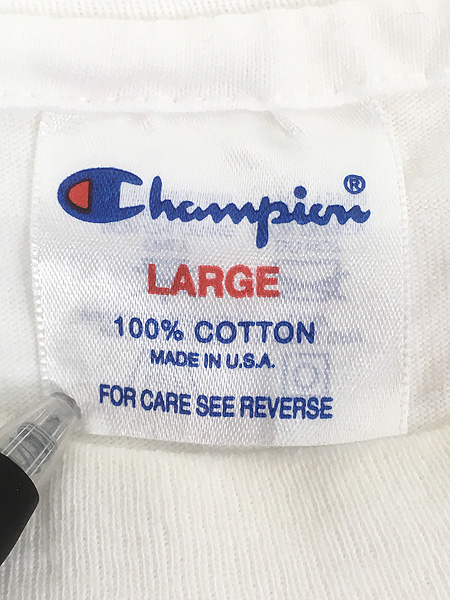 Champion®
LARGE
100% COTTON
MADE IN U.S.A.
FOR CARE SEE REVERSE